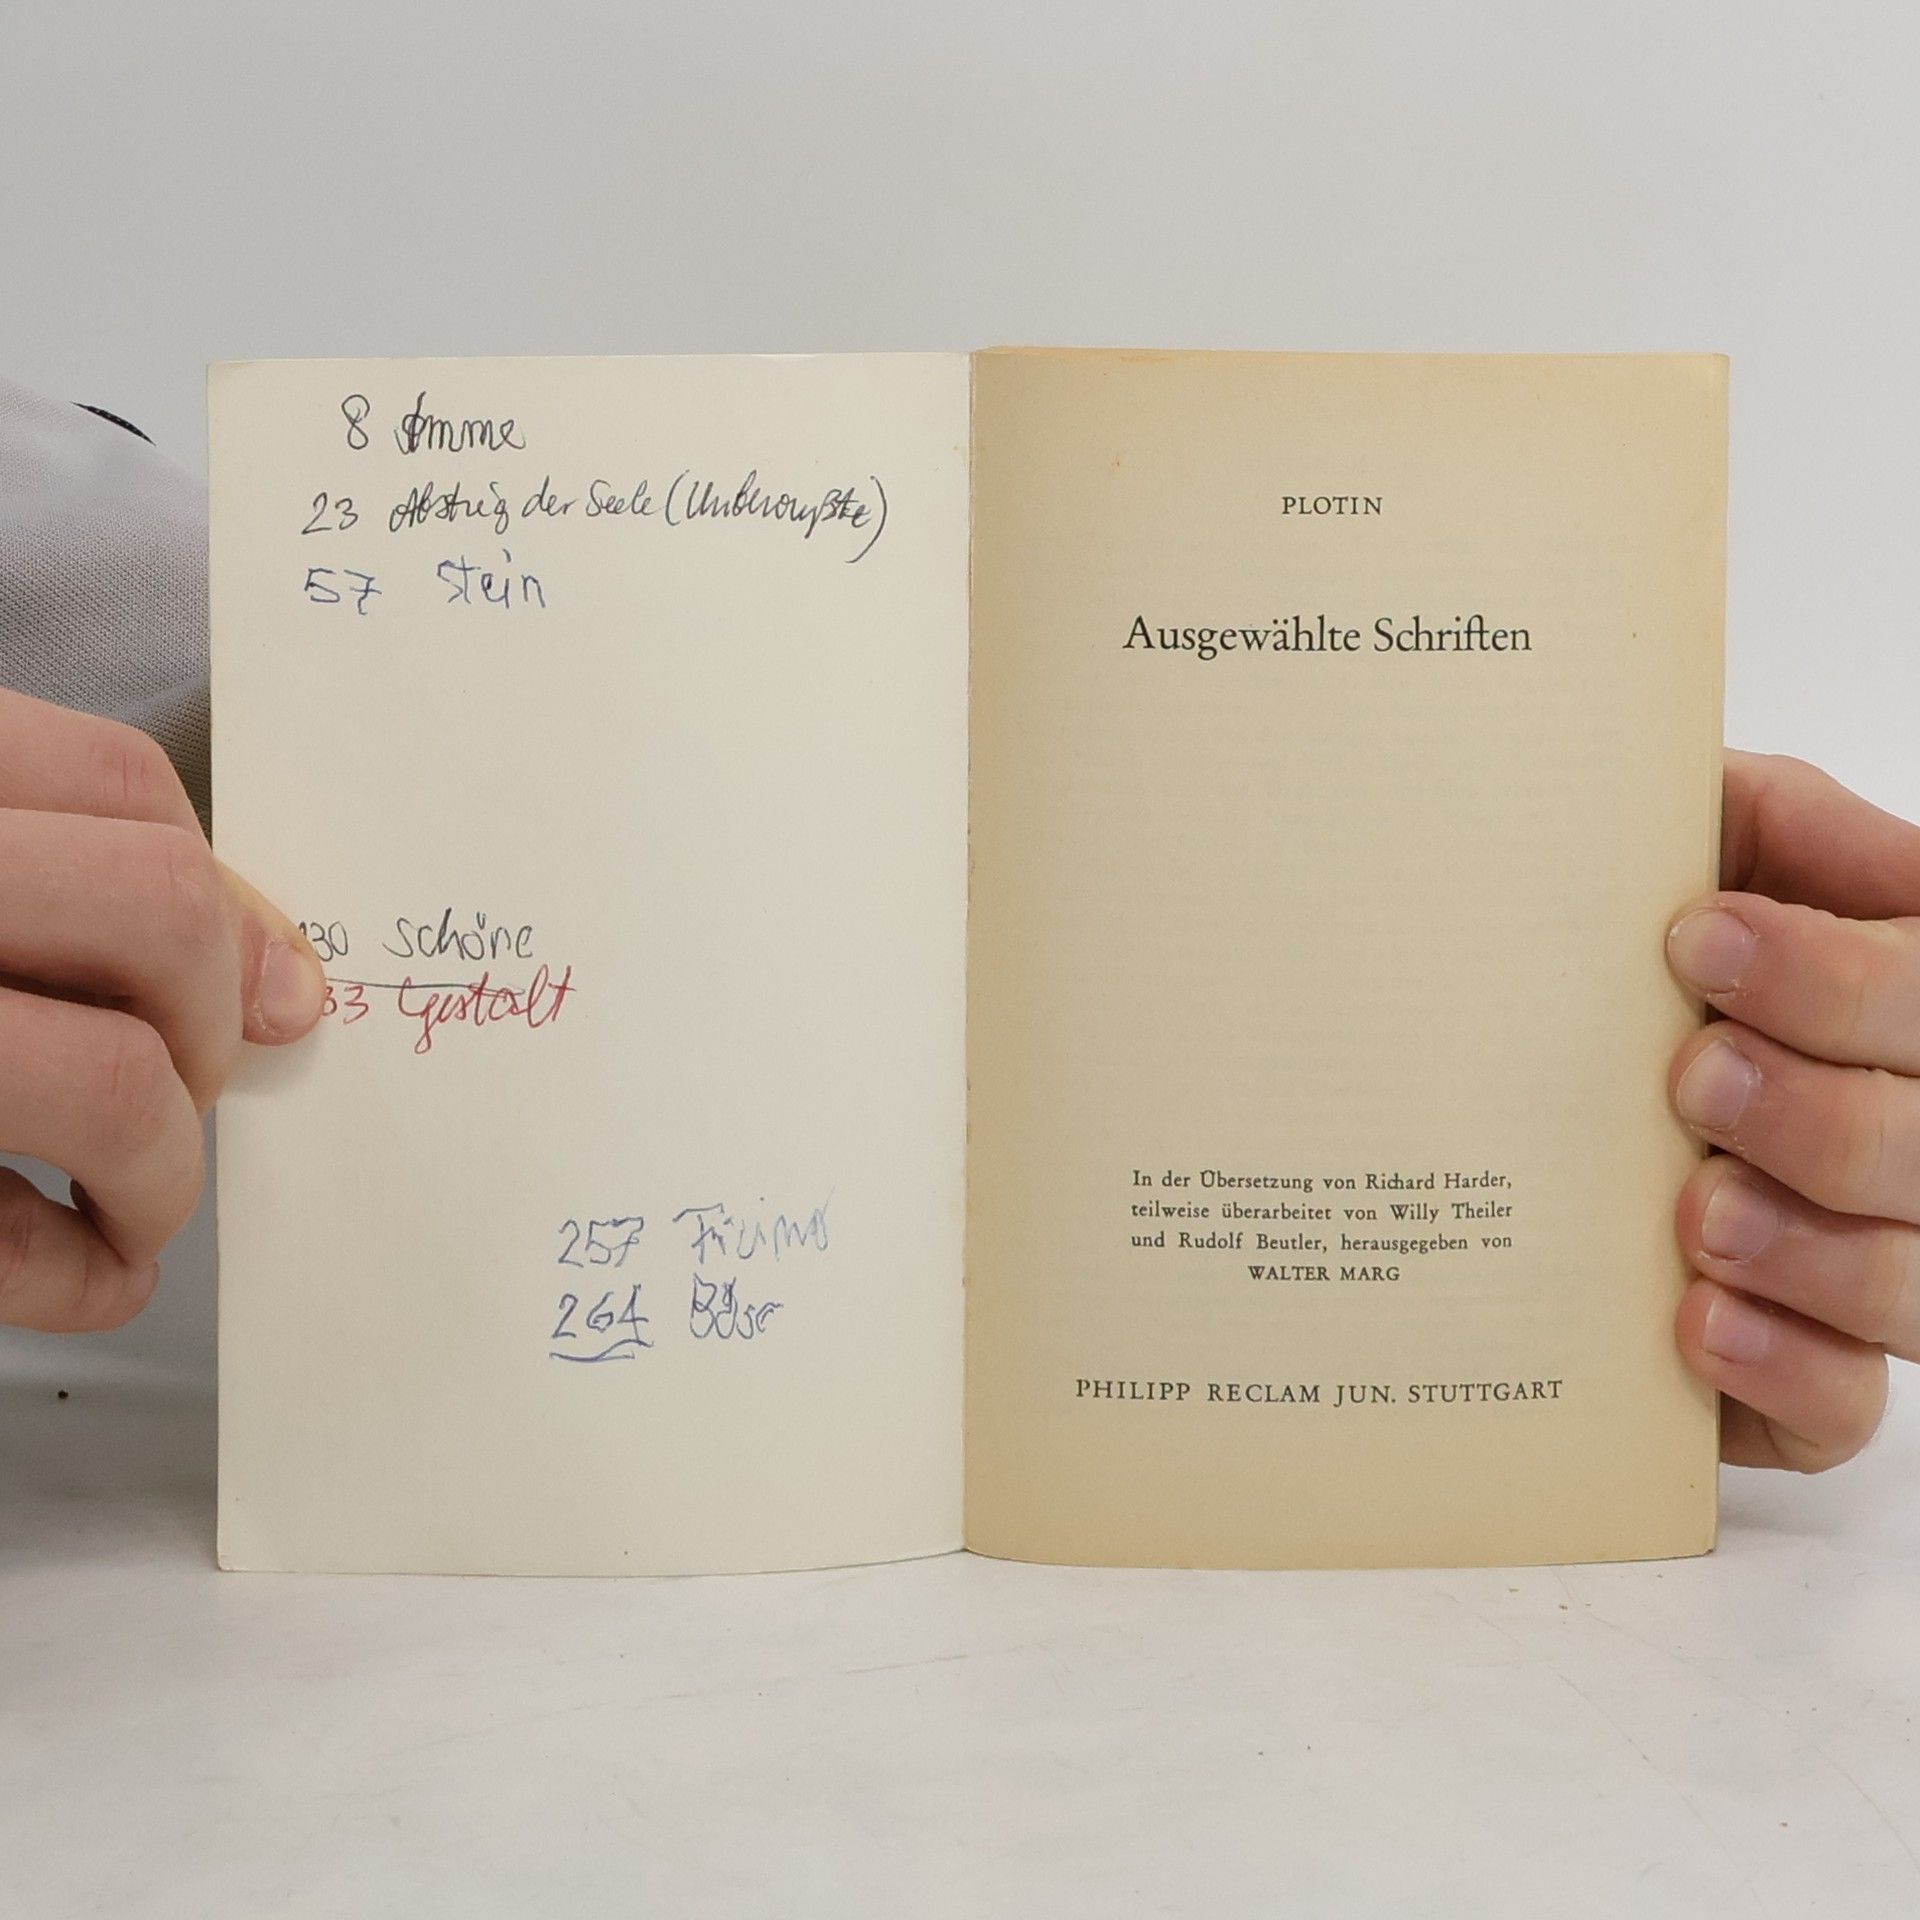 8 Amme
23 Abstieg der Seele (Unbewußte)
57 Stein
130 Schöne
33 Gestalt
257
264 Böse
PLOTIN
Ausgewählte Schriften
In der Übersetzung von Richard Harder,
teilweise überarbeitet von Willy Theiler
und Rudolf Beutler, herausgegeben von
WALTER MARG
PHILIPP RECLAM JUN. STUTTGART